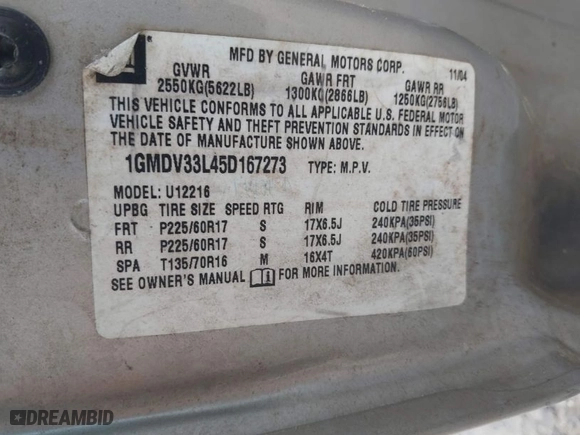 MFD BY GENERAL MOTORS CORP. 11/04
GVWR GAWR FRT GAWR RR
2550KG(5622LB) 1300KG(2866LB) 1250KG(2756LB)
THIS VEHICLE CONFORMS TO ALL APPLICABLE U.S. FEDERAL MOTOR
VEHICLE SAFETY AND THEFT PREVENTION STANDARDS IN EFFECT ON
THE DATE OF MANUFACTURE SHOWN ABOVE.
1GMDV33L45D167273 TYPE: M.P.V.
MODEL: U12216
UPBG TIRE SIZE SPEED RTG RIM COLD TIRE PRESSURE
FRT P225/60R17 S 17X6.5J 240KPA(35PSI)
RR P225/60R17 S 17X6.5J 240KPA(35PSI)
SPA T135/70R16 M 16X4T 420KPA(60PSI)
SEE OWNER'S MANUAL FOR MORE INFORMATION.
DREAMBID